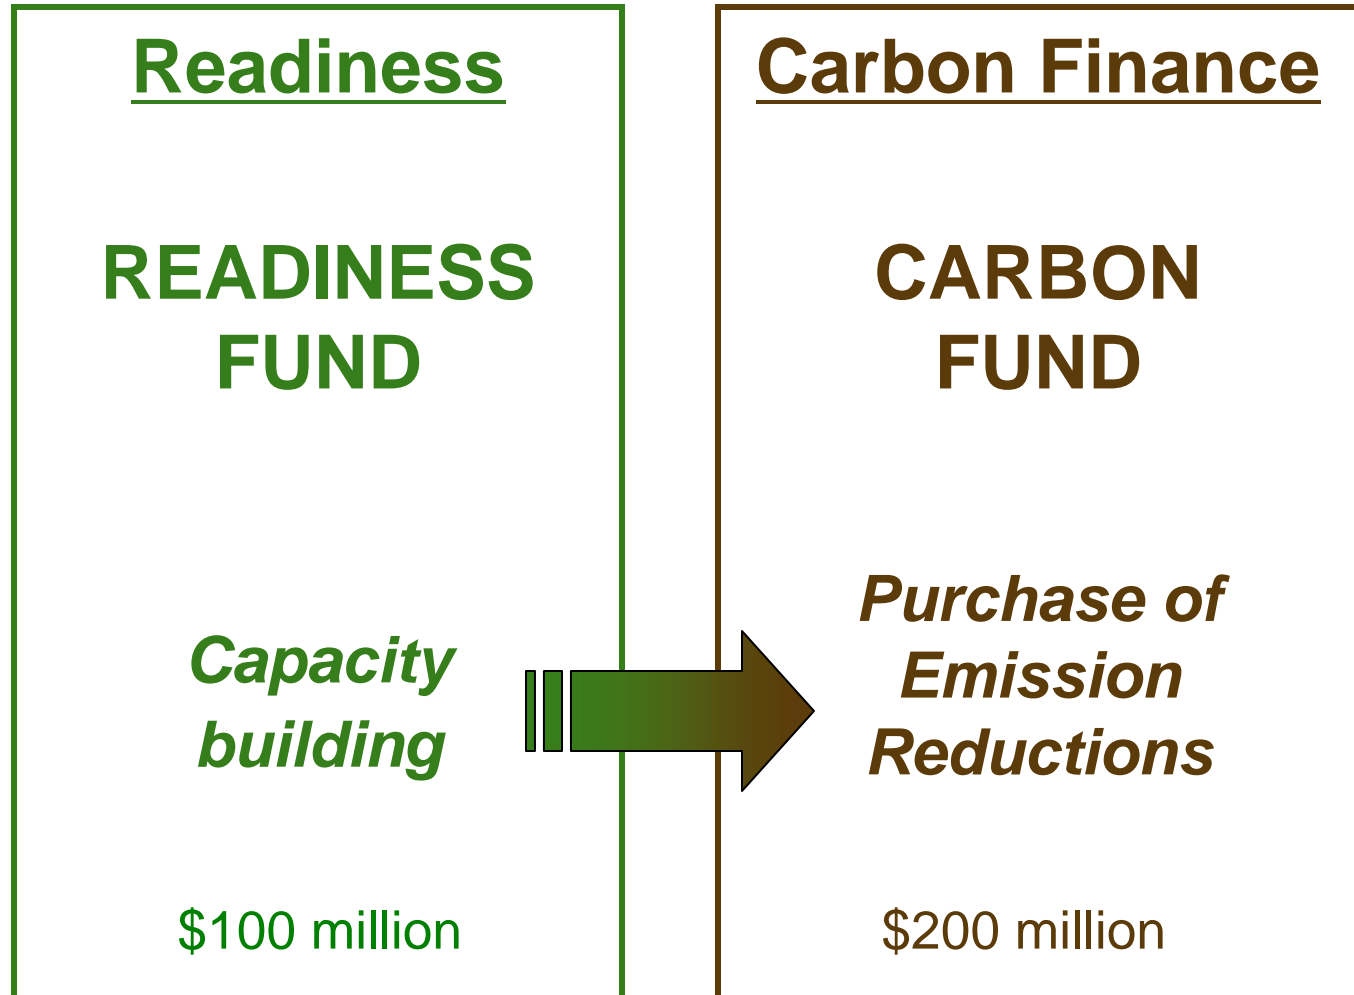 Readiness
READINESS
FUND
Capacity
building
$100 million
Carbon Finance
CARBON
FUND
Purchase of
Emission
Reductions
$200 million